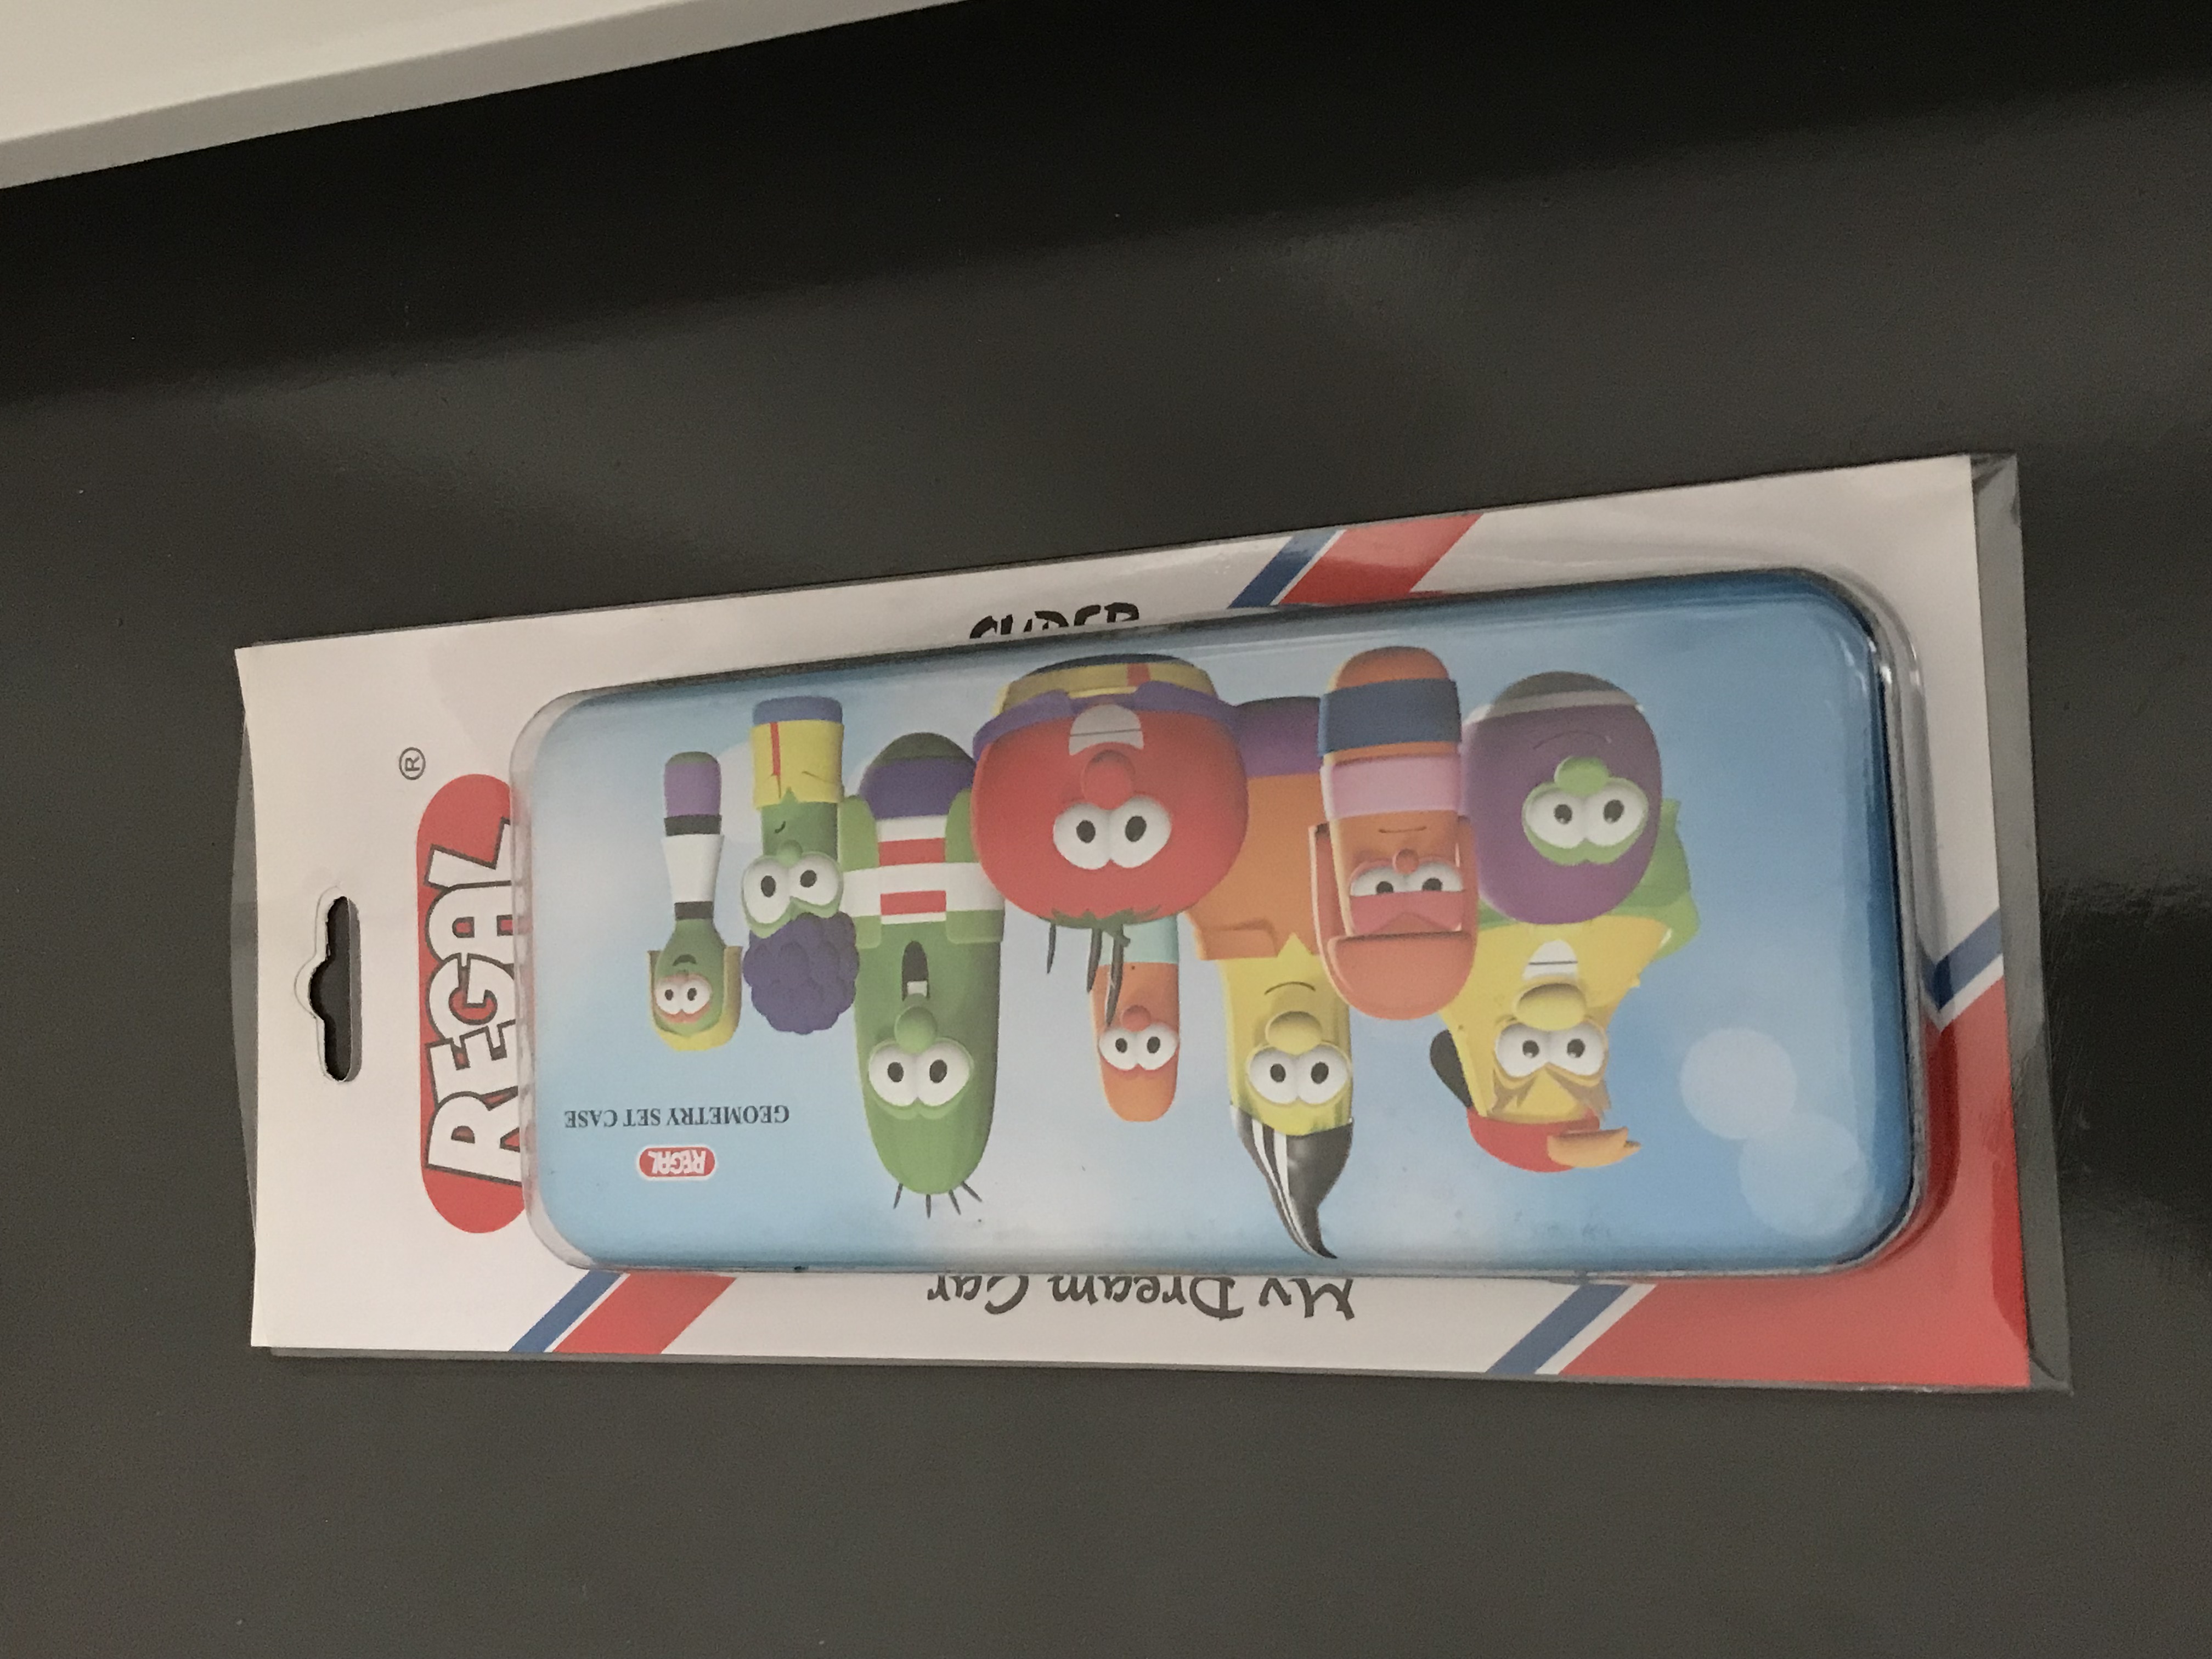 REGAL
®
REGAL
GEOMETRY SET CASE
My Dream Car